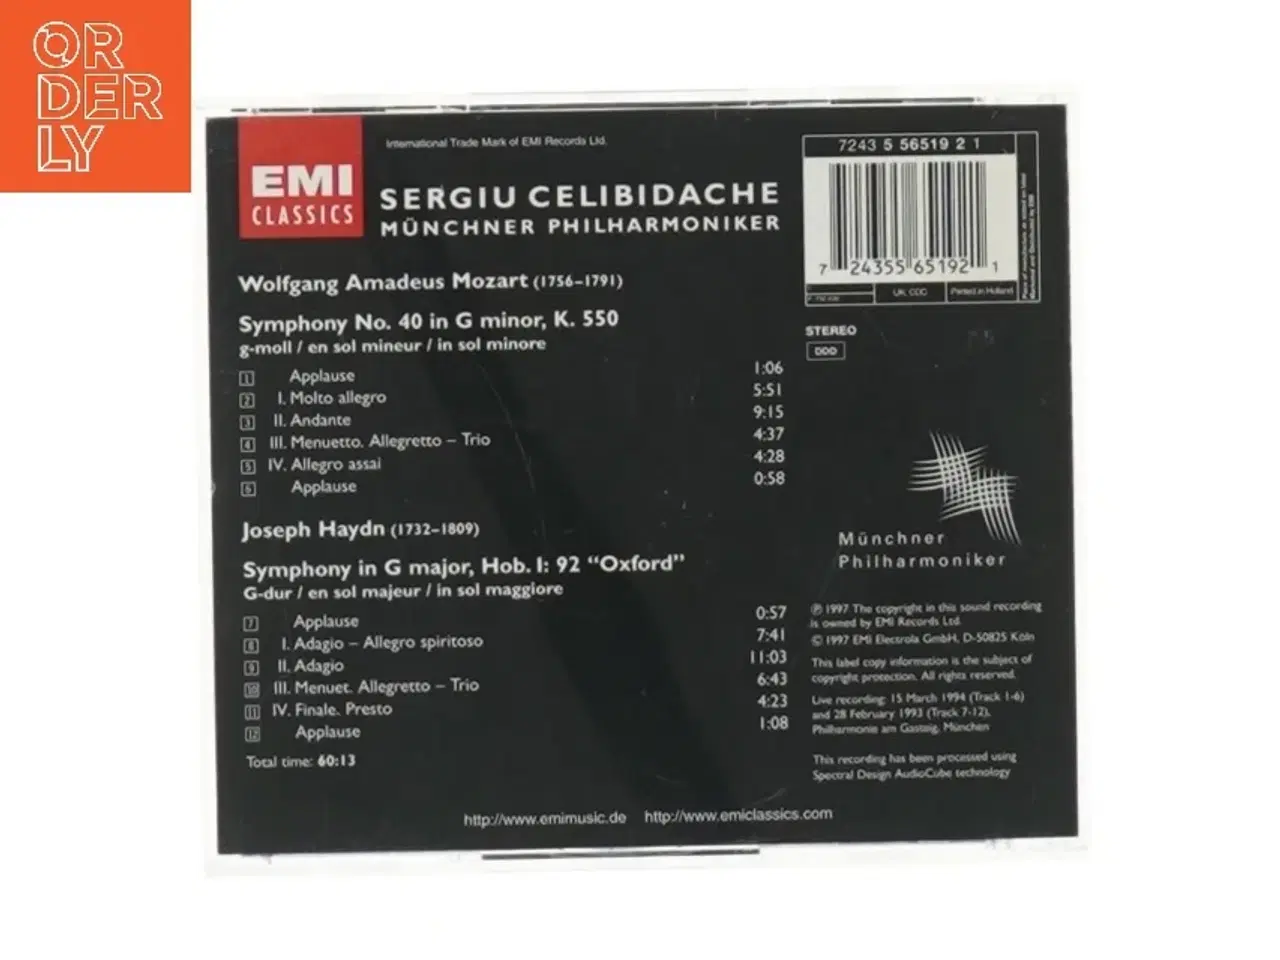 ORDERLY
International Trade Mark of EMI Records Ltd.
EMI
CLASSICS
SERGIU CELIBIDACHE
MÜNCHNER PHILHARMONIKER
7243 5 56519 2 1
7 24355 65192 1
UK: CDC
Printed in Holland
STEREO
DDD
Wolfgang Amadeus Mozart (1756–1791)
Symphony No. 40 in G minor, K. 550
g-moll / en sol mineur / in sol minore
1 Applause 1:06
2 I. Molto allegro 5:51
3 II. Andante 9:15
4 III. Menuetto. Allegretto – Trio 4:37
5 IV. Allegro assai 4:28
6 Applause 0:58
Joseph Haydn (1732–1809)
Symphony in G major, Hob. I: 92 “Oxford”
G-dur / en sol majeur / in sol maggiore
7 Applause 0:57
8 I. Adagio – Allegro spiritoso 7:41
9 II. Adagio 11:03
10 III. Menuet. Allegretto – Trio 6:43
11 IV. Finale. Presto 4:23
12 Applause 1:08
Total time: 60:13
Münchner
Philharmoniker
℗ 1997 The copyright in this sound recording
is owned by EMI Records Ltd.
© 1997 EMI Electrola GmbH, D-50825 Köln
This label copy information is the subject of
copyright protection. All rights reserved.
Live recording: 15 March 1994 (Track 1-6)
and 28 February 1993 (Track 7-12),
Philharmonie am Gasteig, München
This recording has been processed using
Spectral Design AudioCube technology
http://www.emimusic.de http://www.emiclassics.com